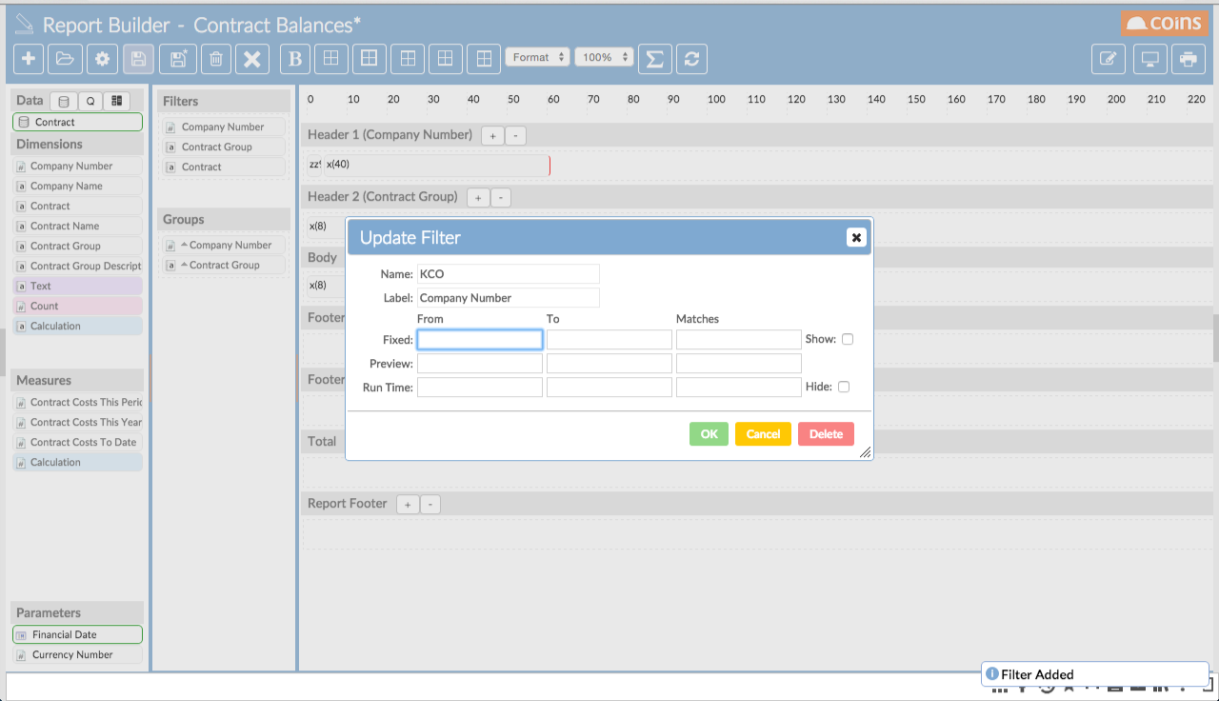 Report Builder - Contract Balances*
coins
B Format 100% Σ
Data Q
Contract
Dimensions
Company Number
Company Name
Contract
Contract Name
Contract Group
Contract Group Descript
Text
Count
Calculation
Measures
Contract Costs This Peri
Contract Costs This Year
Contract Costs To Date
Calculation
Parameters
Financial Date
Currency Number
Filters
Company Number
Contract Group
Contract
Groups
Company Number
Contract Group
0 10 20 30 40 50 60 70 80 90 100 110 120 130 140 150 160 170 180 190 200 210 220
Header 1 (Company Number) + -
x(40)
Header 2 (Contract Group) + -
x(8)
Body
x(8)
Footer
Footer
Total
Report Footer + -
Update Filter
Name: KCO
Label: Company Number
From To Matches
Fixed: Show:
Preview:
Run Time: Hide:
OK Cancel Delete
Filter Added